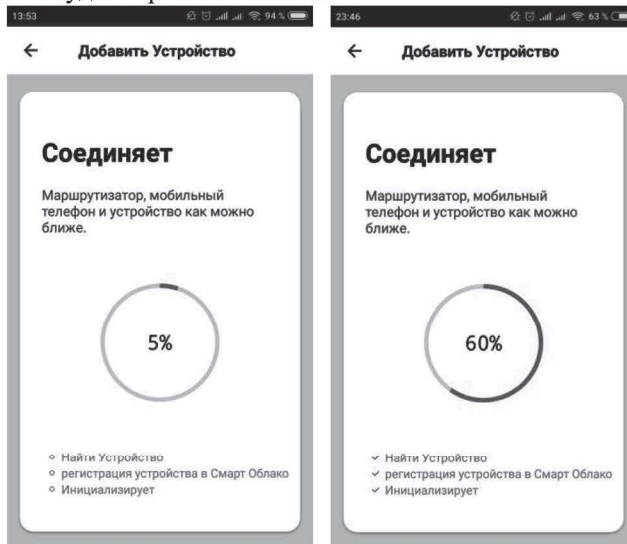 13:53 94 %
← Добавить Устройство
Соединяет
Маршрутизатор, мобильный
телефон и устройство как можно
ближе.
5%
Найти Устройство
регистрация устройства в Смарт Облако
Инициализирует
23:46 63 %
← Добавить Устройство
Соединяет
Маршрутизатор, мобильный
телефон и устройство как можно
ближе.
60%
Найти Устройство
регистрация устройства в Смарт Облако
Инициализирует